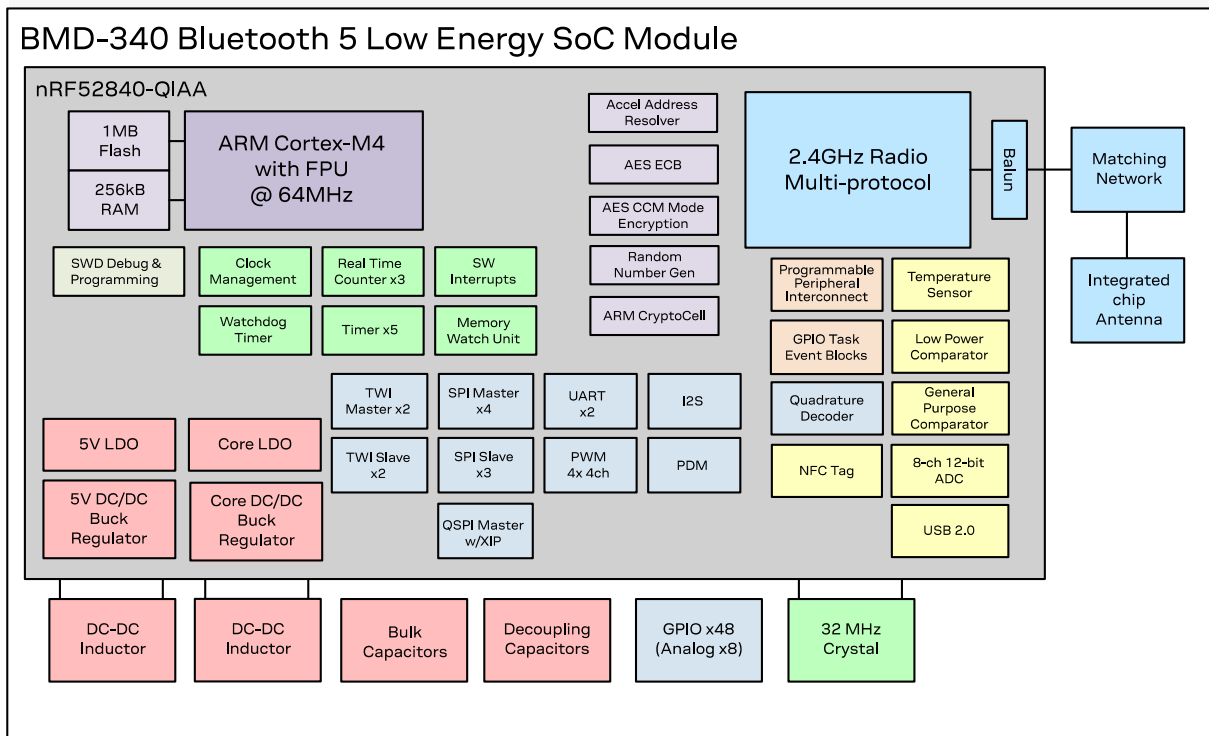 BMD-340 Bluetooth 5 Low Energy SoC Module
nRF52840-QIAA
1MB
Flash
256kB
RAM
ARM Cortex-M4
with FPU
@ 64MHz
Accel Address
Resolver
AES ECB
AES CCM Mode
Encryption
Random
Number Gen
ARM CryptoCell
2.4GHz Radio
Multi-protocol
Balun
Matching
Network
Integrated
chip
Antenna
SWD Debug &
Programming
Clock
Management
Real Time
Counter x3
SW
Interrupts
Watchdog
Timer
Timer x5
Memory
Watch Unit
Programmable
Peripheral
Interconnect
Temperature
Sensor
GPIO Task
Event Blocks
Low Power
Comparator
Quadrature
Decoder
General
Purpose
Comparator
NFC Tag
8-ch 12-bit
ADC
USB 2.0
TWI
Master x2
SPI Master
x4
UART
x2
I2S
TWI Slave
x2
SPI Slave
x3
PWM
4x 4ch
PDM
QSPI Master
w/XIP
5V LDO
Core LDO
5V DC/DC
Buck
Regulator
Core DC/DC
Buck
Regulator
DC-DC
Inductor
DC-DC
Inductor
Bulk
Capacitors
Decoupling
Capacitors
GPIO x48
(Analog x8)
32 MHz
Crystal